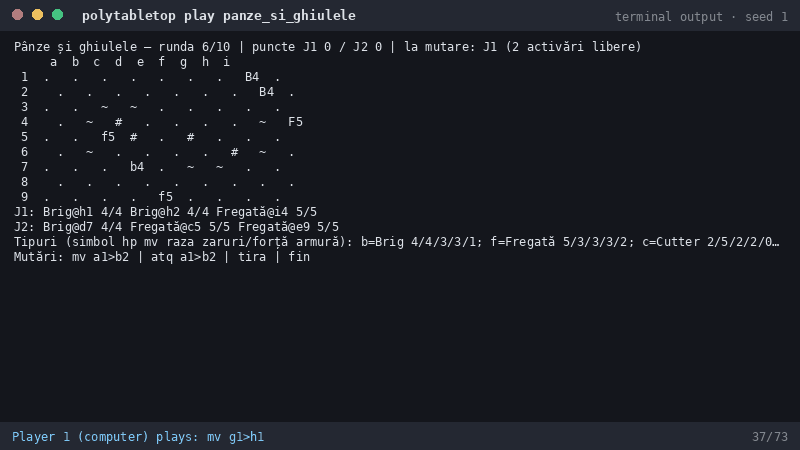 polytabletop play panze_si_ghiulele
terminal output · seed 1
Pânze și ghiulele — runda 6/10 | puncte J1 0 / J2 0 | la mutare: J1 (2 activări libere)
a b c d e f g h i
1 . . . . . . . B4 .
2 . . . . . . . B4 .
3 . . ~ ~ . . . . .
4 . ~ # . . . . ~ F5
5 . . f5 # . # . . .
6 . ~ . . . . # ~ .
7 . . . b4 . ~ ~ . .
8 . . . . . . . . .
9 . . . . f5 . . . .
J1: Brig@h1 4/4 Brig@h2 4/4 Fregată@i4 5/5
J2: Brig@d7 4/4 Fregată@c5 5/5 Fregată@e9 5/5
Tipuri (simbol hp mv raza zaruri/forță armură): b=Brig 4/4/3/3/1; f=Fregată 5/3/3/3/2; c=Cutter 2/5/2/2/0…
Mutări: mv a1>b2 | atq a1>b2 | tira | fin
Player 1 (computer) plays: mv g1>h1
37/73